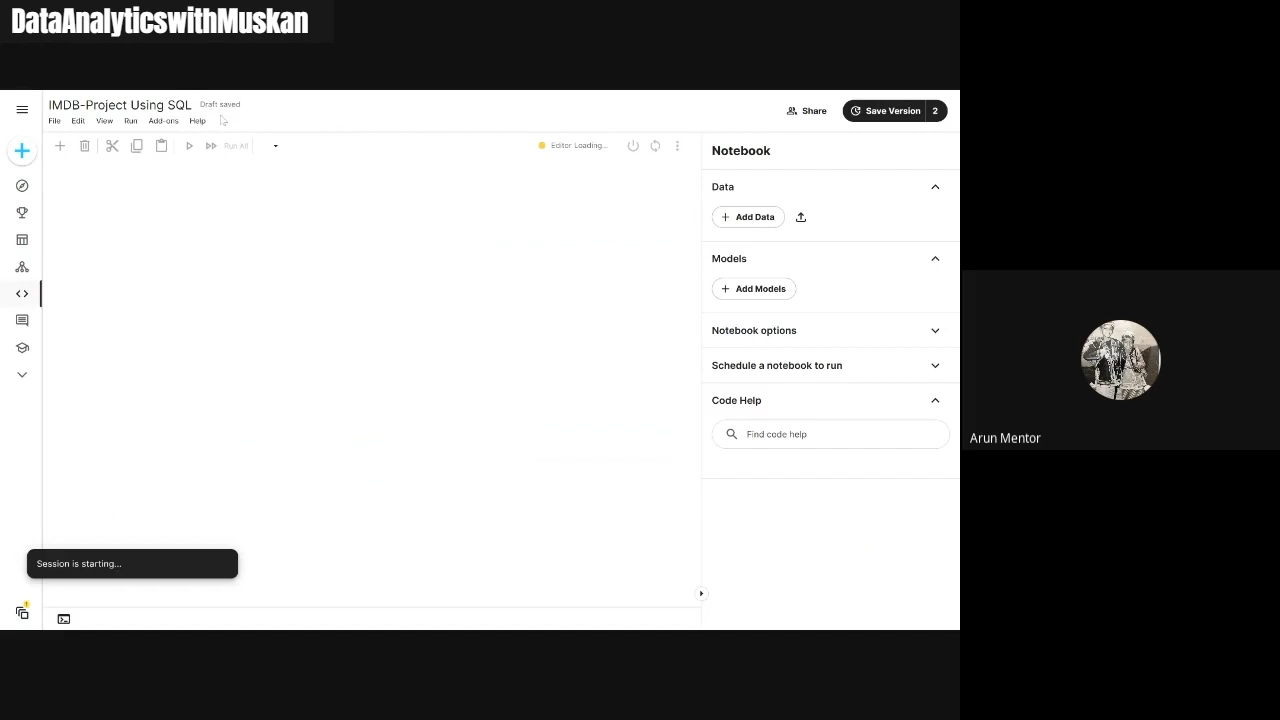 DataAnalyticswithMuskan
IMDB-Project Using SQL Draft saved
File Edit View Run Add-ons Help
Share
Save Version 2
Run All
Editor Loading...
Notebook
Data
Add Data
Models
Add Models
Notebook options
Schedule a notebook to run
Code Help
Find code help
Session is starting...
Arun Mentor